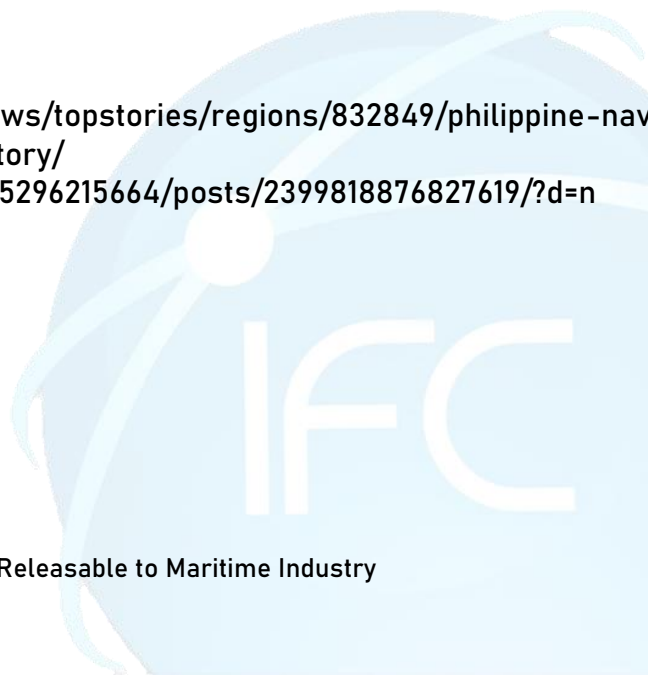 ws/topstories/regions/832849/philippine-nav
tory/
5296215664/posts/2399818876827619/?d=n
IFC
Releasable to Maritime Industry